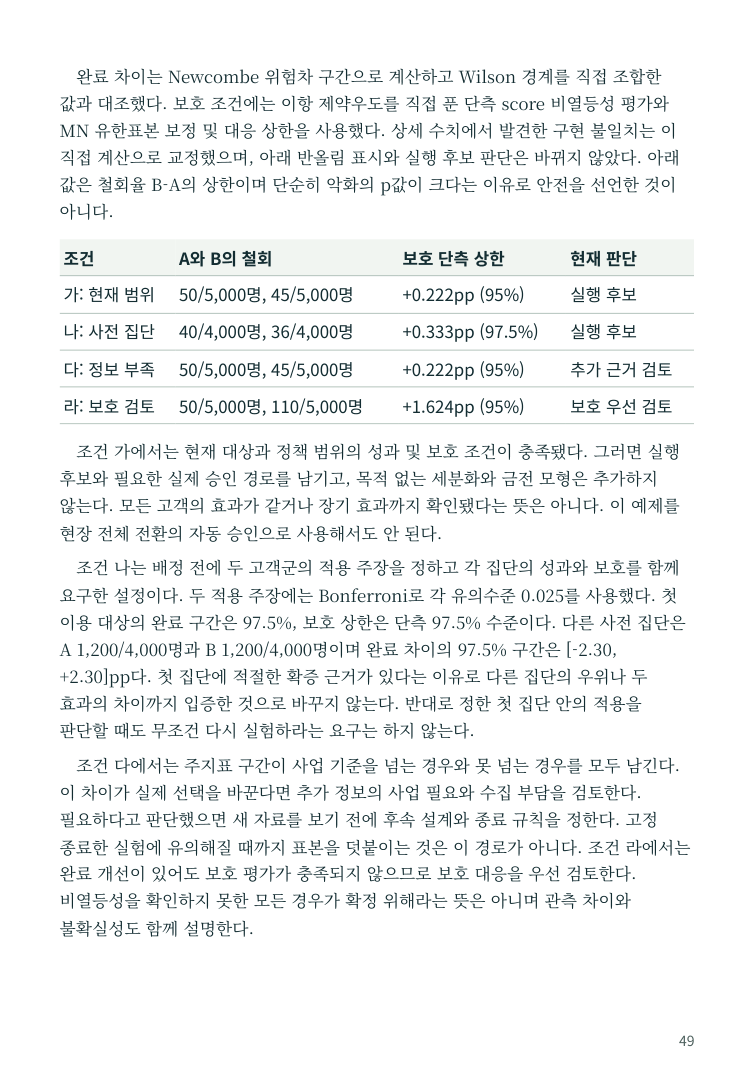 완료 차이는 Newcombe 위험차 구간으로 계산하고 Wilson 경계를 직접 조합한
값과 대조했다. 보호 조건에는 이항 제약우도를 직접 푼 단측 score 비열등성 평가와
MN 유한표본 보정 및 대응 상한을 사용했다. 상세 수치에서 발견한 구현 불일치는 이
직접 계산으로 교정했으며, 아래 반올림 표시와 실행 후보 판단은 바뀌지 않았다. 아래
값은 철회율 B-A의 상한이며 단순히 악화의 p값이 크다는 이유로 안전을 선언한 것이
아니다.
조건 A와 B의 철회 보호 단측 상한 현재 판단
가: 현재 범위 50/5,000명, 45/5,000명 +0.222pp (95%) 실행 후보
나: 사전 집단 40/4,000명, 36/4,000명 +0.333pp (97.5%) 실행 후보
다: 정보 부족 50/5,000명, 45/5,000명 +0.222pp (95%) 추가 근거 검토
라: 보호 검토 50/5,000명, 110/5,000명 +1.624pp (95%) 보호 우선 검토
조건 가에서는 현재 대상과 정책 범위의 성과 및 보호 조건이 충족됐다. 그러면 실행
후보와 필요한 실제 승인 경로를 남기고, 목적 없는 세분화와 금전 모형은 추가하지
않는다. 모든 고객의 효과가 같거나 장기 효과까지 확인됐다는 뜻은 아니다. 이 예제를
현장 전체 전환의 자동 승인으로 사용해서도 안 된다.
조건 나는 배정 전에 두 고객군의 적용 주장을 정하고 각 집단의 성과와 보호를 함께
요구한 설정이다. 두 적용 주장에는 Bonferroni로 각 유의수준 0.025를 사용했다. 첫
이용 대상의 완료 구간은 97.5%, 보호 상한은 단측 97.5% 수준이다. 다른 사전 집단은
A 1,200/4,000명과 B 1,200/4,000명이며 완료 차이의 97.5% 구간은 [-2.30,
+2.30]pp다. 첫 집단에 적절한 확증 근거가 있다는 이유로 다른 집단의 우위나 두
효과의 차이까지 입증한 것으로 바꾸지 않는다. 반대로 정한 첫 집단 안의 적용을
판단할 때도 무조건 다시 실험하라는 요구는 하지 않는다.
조건 다에서는 주지표 구간이 사업 기준을 넘는 경우와 못 넘는 경우를 모두 남긴다.
이 차이가 실제 선택을 바꾼다면 추가 정보의 사업 필요와 수집 부담을 검토한다.
필요하다고 판단했으면 새 자료를 보기 전에 후속 설계와 종료 규칙을 정한다. 고정
종료한 실험에 유의해질 때까지 표본을 덧붙이는 것은 이 경로가 아니다. 조건 라에서는
완료 개선이 있어도 보호 평가가 충족되지 않으므로 보호 대응을 우선 검토한다.
비열등성을 확인하지 못한 모든 경우가 확정 위해라는 뜻은 아니며 관측 차이와
불확실성도 함께 설명한다.
49